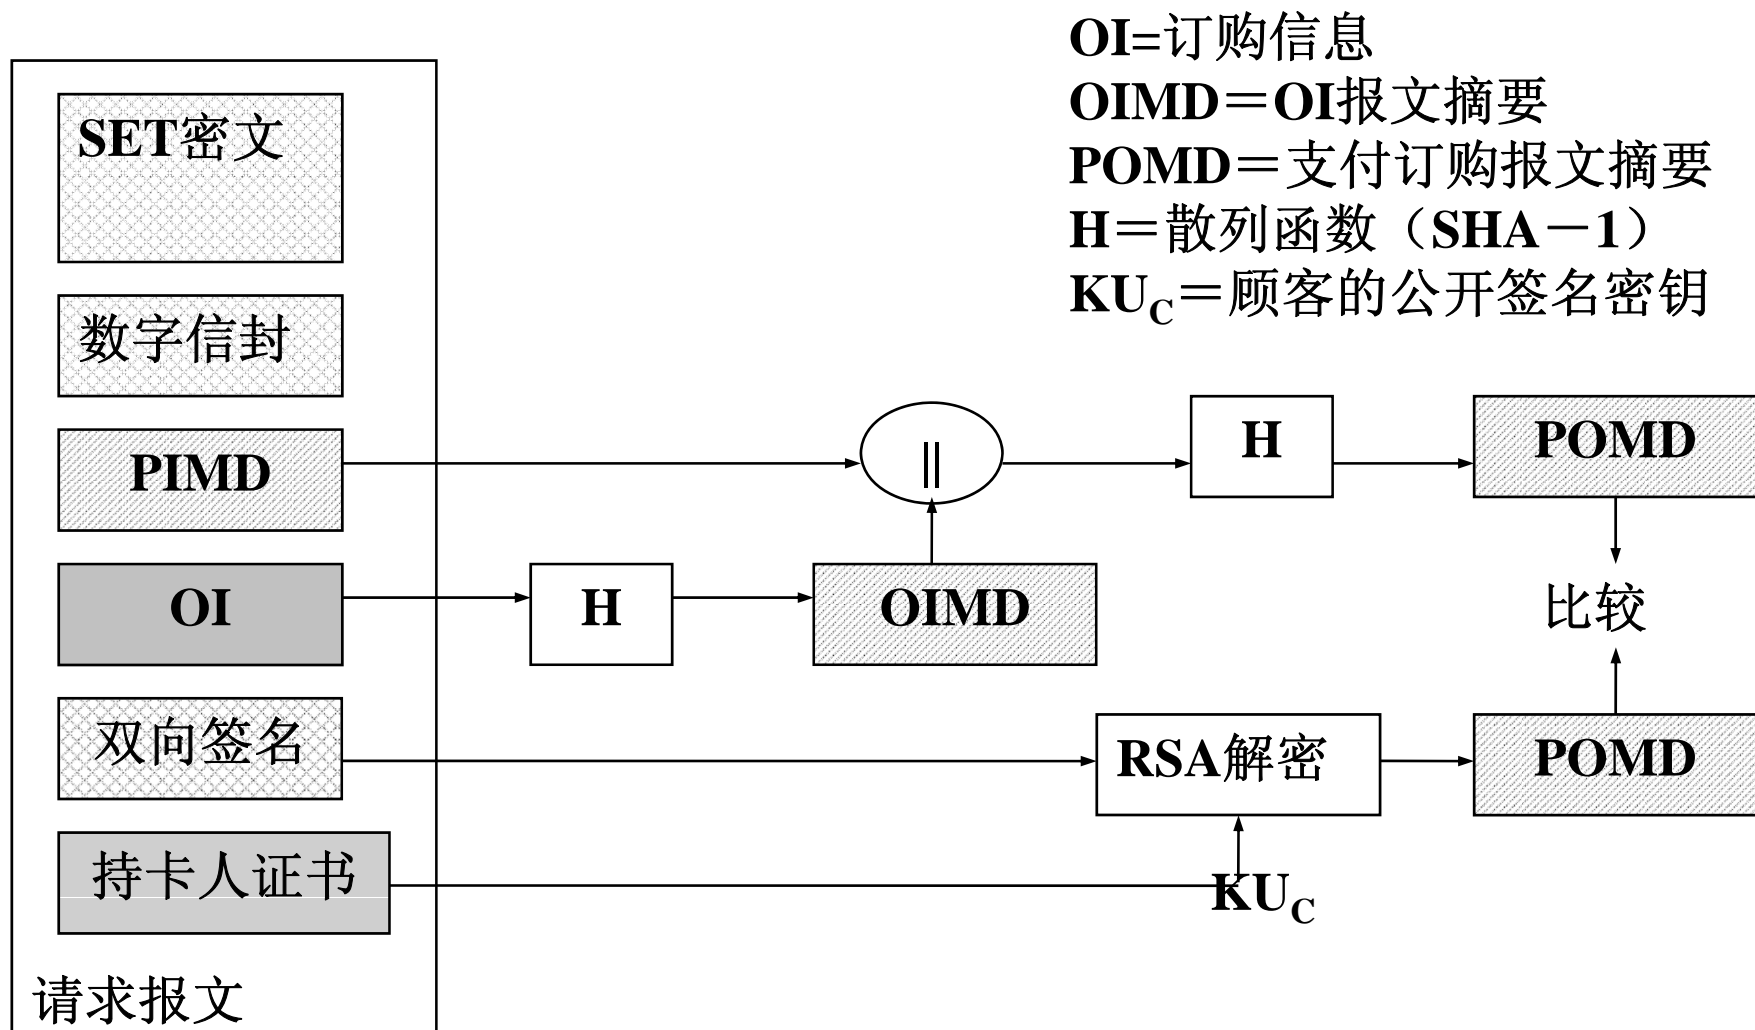 OI=订购信息
OIMD＝OI报文摘要
POMD＝支付订购报文摘要
H＝散列函数（SHA－1）
KUC＝顾客的公开签名密钥
SET密文
数字信封
PIMD
||
H
POMD
OI
H
OIMD
比较
双向签名
RSA解密
POMD
持卡人证书
KUC
请求报文